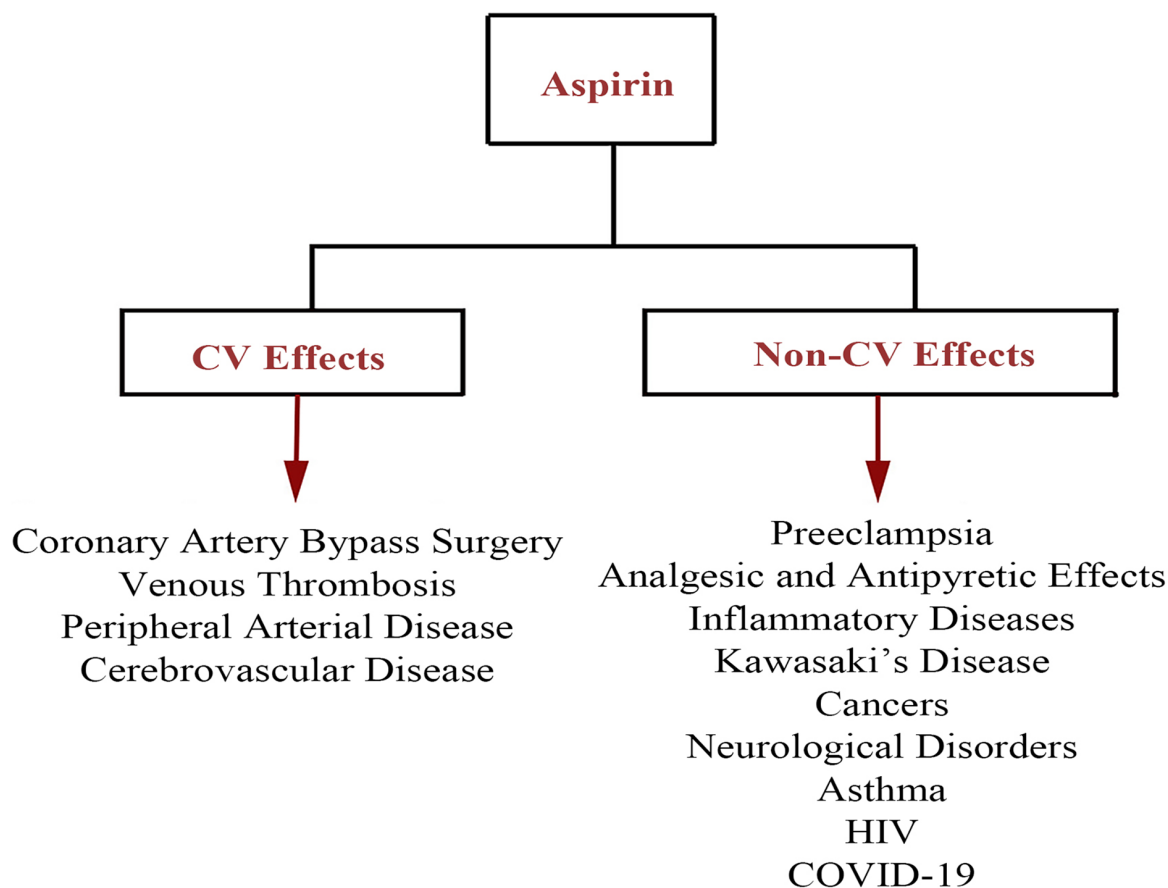 Aspirin
CV Effects
Non-CV Effects
Coronary Artery Bypass Surgery
Venous Thrombosis
Peripheral Arterial Disease
Cerebrovascular Disease
Preeclampsia
Analgesic and Antipyretic Effects
Inflammatory Diseases
Kawasaki’s Disease
Cancers
Neurological Disorders
Asthma
HIV
COVID-19